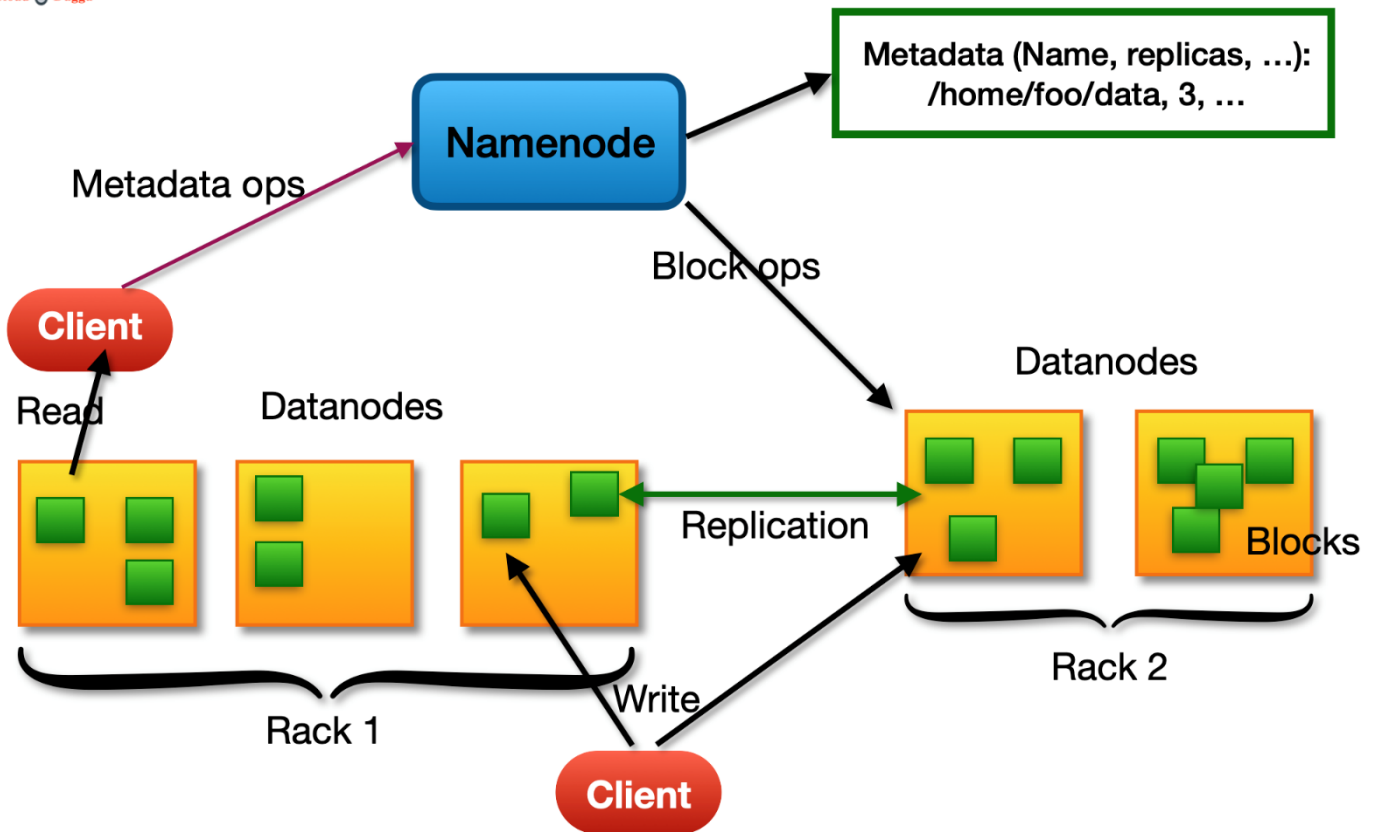 Metadata (Name, replicas, …):
/home/foo/data, 3, …
Namenode
Metadata ops
Block ops
Client
Read
Datanodes
Datanodes
Replication
Blocks
Rack 1
Rack 2
Write
Client